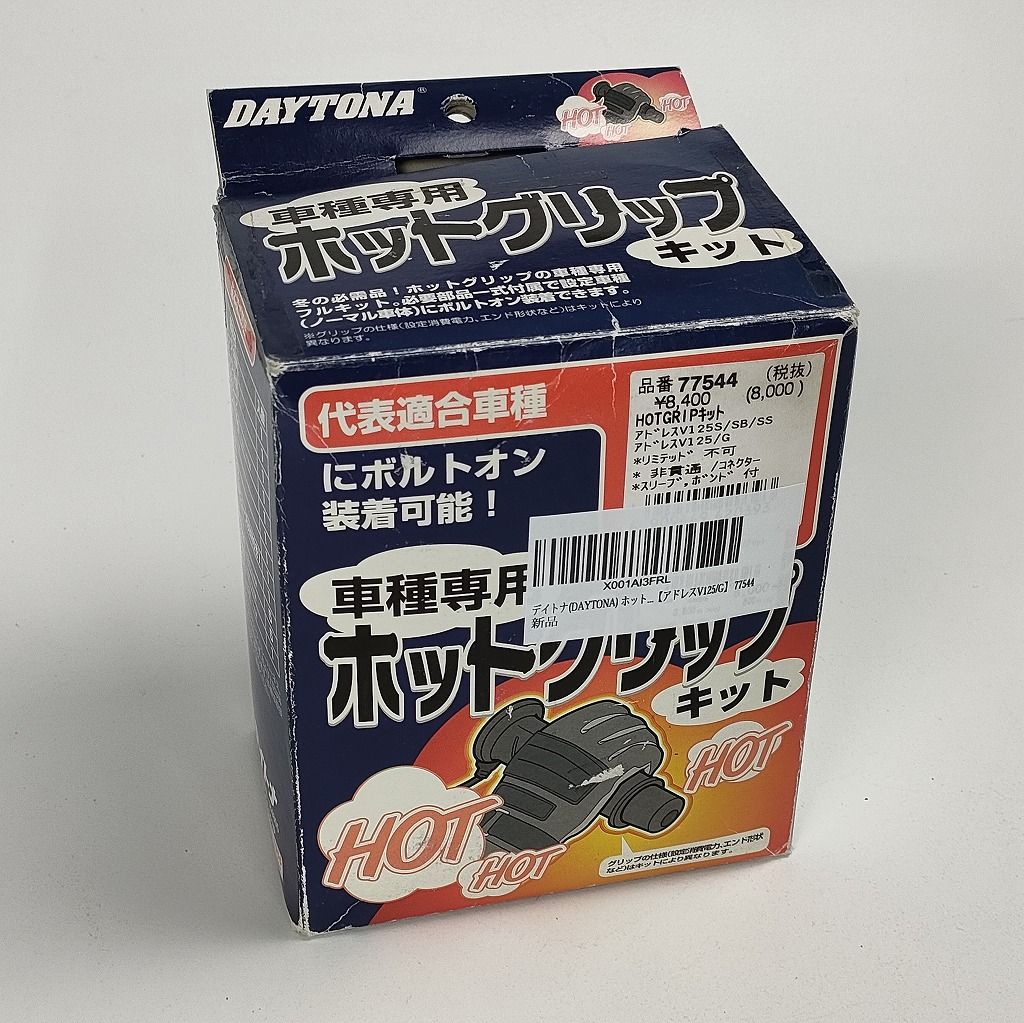 DAYTONA®
HOT
HOT
HOT
車種専用
ホットグリップ
キット
冬の必需品！ホットグリップの車種専用
フルキット。必要部品一式付属で設定車種
(ノーマル車体)にボルトオン装着できます。
※グリップの仕様(設定消費電力、エンド形状など)はキットにより
異なります。
代表適合車種
にボルトオン
装着可能！
品番 77544 (税抜)
¥8,400 (8,000)
HOTGRIPキット
アドレスV125S/SB/SS
アドレスV125/G
*リミテッド 不可
* 非貫通 /コネクター
*スリーブ,ボンド 付
X001AI3FRL
デイトナ(DAYTONA) ホット...【アドレスV125/G】77544
新品
車種専用
ホットグリップ
キット
HOT
HOT
HOT
グリップの仕様(設定消費電力、エンド形状
など)はキットにより異なります。